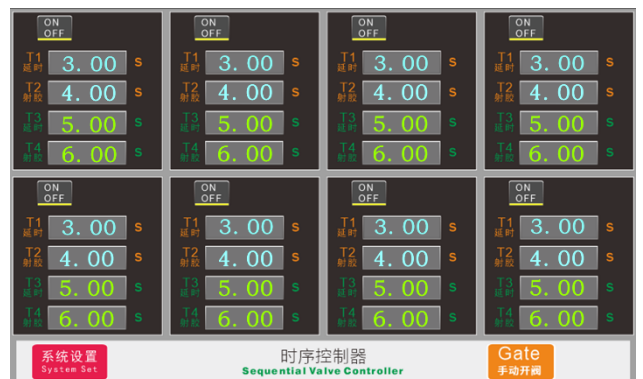 ON ON ON ON
OFF OFF OFF OFF
T1 延时 3.00 S T1 延时 3.00 S T1 延时 3.00 S T1 延时 3.00 S
T2 射胶 4.00 S T2 射胶 4.00 S T2 射胶 4.00 S T2 射胶 4.00 S
T3 延时 5.00 S T3 延时 5.00 S T3 延时 5.00 S T3 延时 5.00 S
T4 射胶 6.00 S T4 射胶 6.00 S T4 射胶 6.00 S T4 射胶 6.00 S
ON ON ON ON
OFF OFF OFF OFF
T1 延时 3.00 S T1 延时 3.00 S T1 延时 3.00 S T1 延时 3.00 S
T2 射胶 4.00 S T2 射胶 4.00 S T2 射胶 4.00 S T2 射胶 4.00 S
T3 延时 5.00 S T3 延时 5.00 S T3 延时 5.00 S T3 延时 5.00 S
T4 射胶 6.00 S T4 射胶 6.00 S T4 射胶 6.00 S T4 射胶 6.00 S
系统设置 时序控制器 Gate
System Set Sequential Valve Controller 手动开阀